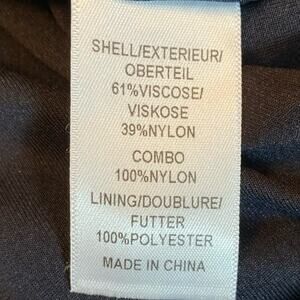 SHELL/EXTERIEUR/
OBERTEIL
61%VISCOSE/
VISKOSE
39%NYLON
COMBO
100%NYLON
LINING/DOUBLURE/
FUTTER
100%POLYESTER
MADE IN CHINA